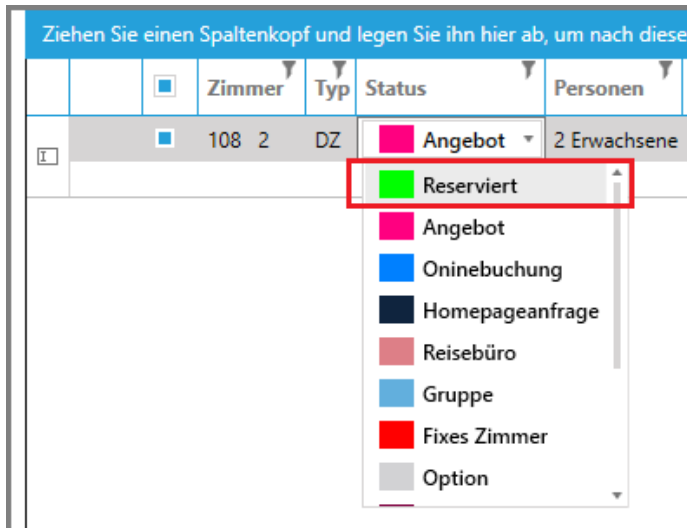 Ziehen Sie einen Spaltenkopf und legen Sie ihn hier ab, um nach diese
Zimmer Typ Status Personen
108 2 DZ Angebot 2 Erwachsene
Reserviert
Angebot
Oninebuchung
Homepageanfrage
Reisebüro
Gruppe
Fixes Zimmer
Option